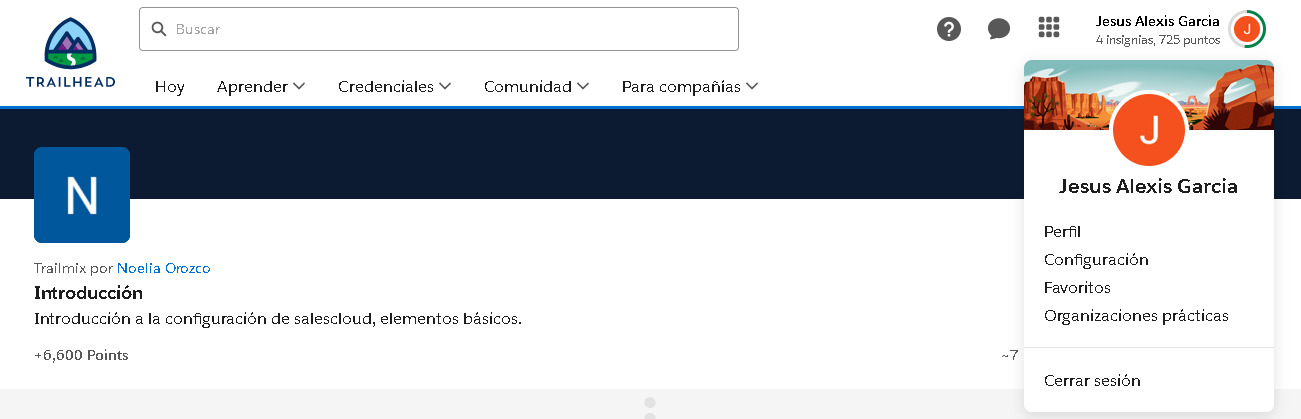 Buscar
Jesus Alexis Garcia
4 insignias, 725 puntos
J
TRAILHEAD
Hoy
Aprender
Credenciales
Comunidad
Para compañías
J
N
Jesus Alexis Garcia
Perfil
Configuración
Favoritos
Organizaciones prácticas
Cerrar sesión
Trailmix por Noelia Orozco
Introducción
Introducción a la configuración de salescloud, elementos básicos.
+6,600 Points
~7